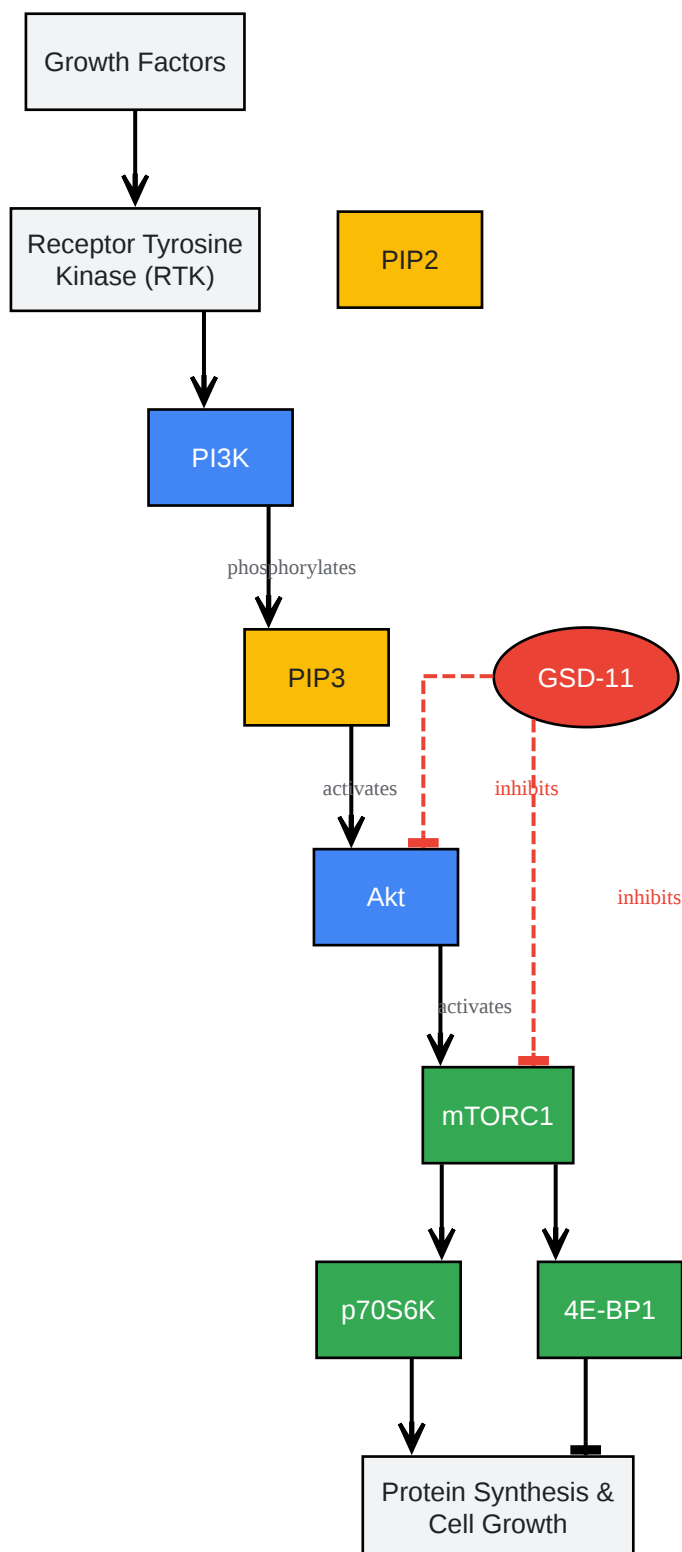 Growth Factors
Receptor Tyrosine
Kinase (RTK)
PIP2
PI3K
phosphorylates
PIP3
GSD-11
activates
inhibits
Akt
inhibits
activates
mTORC1
p70S6K
4E-BP1
Protein Synthesis &
Cell Growth